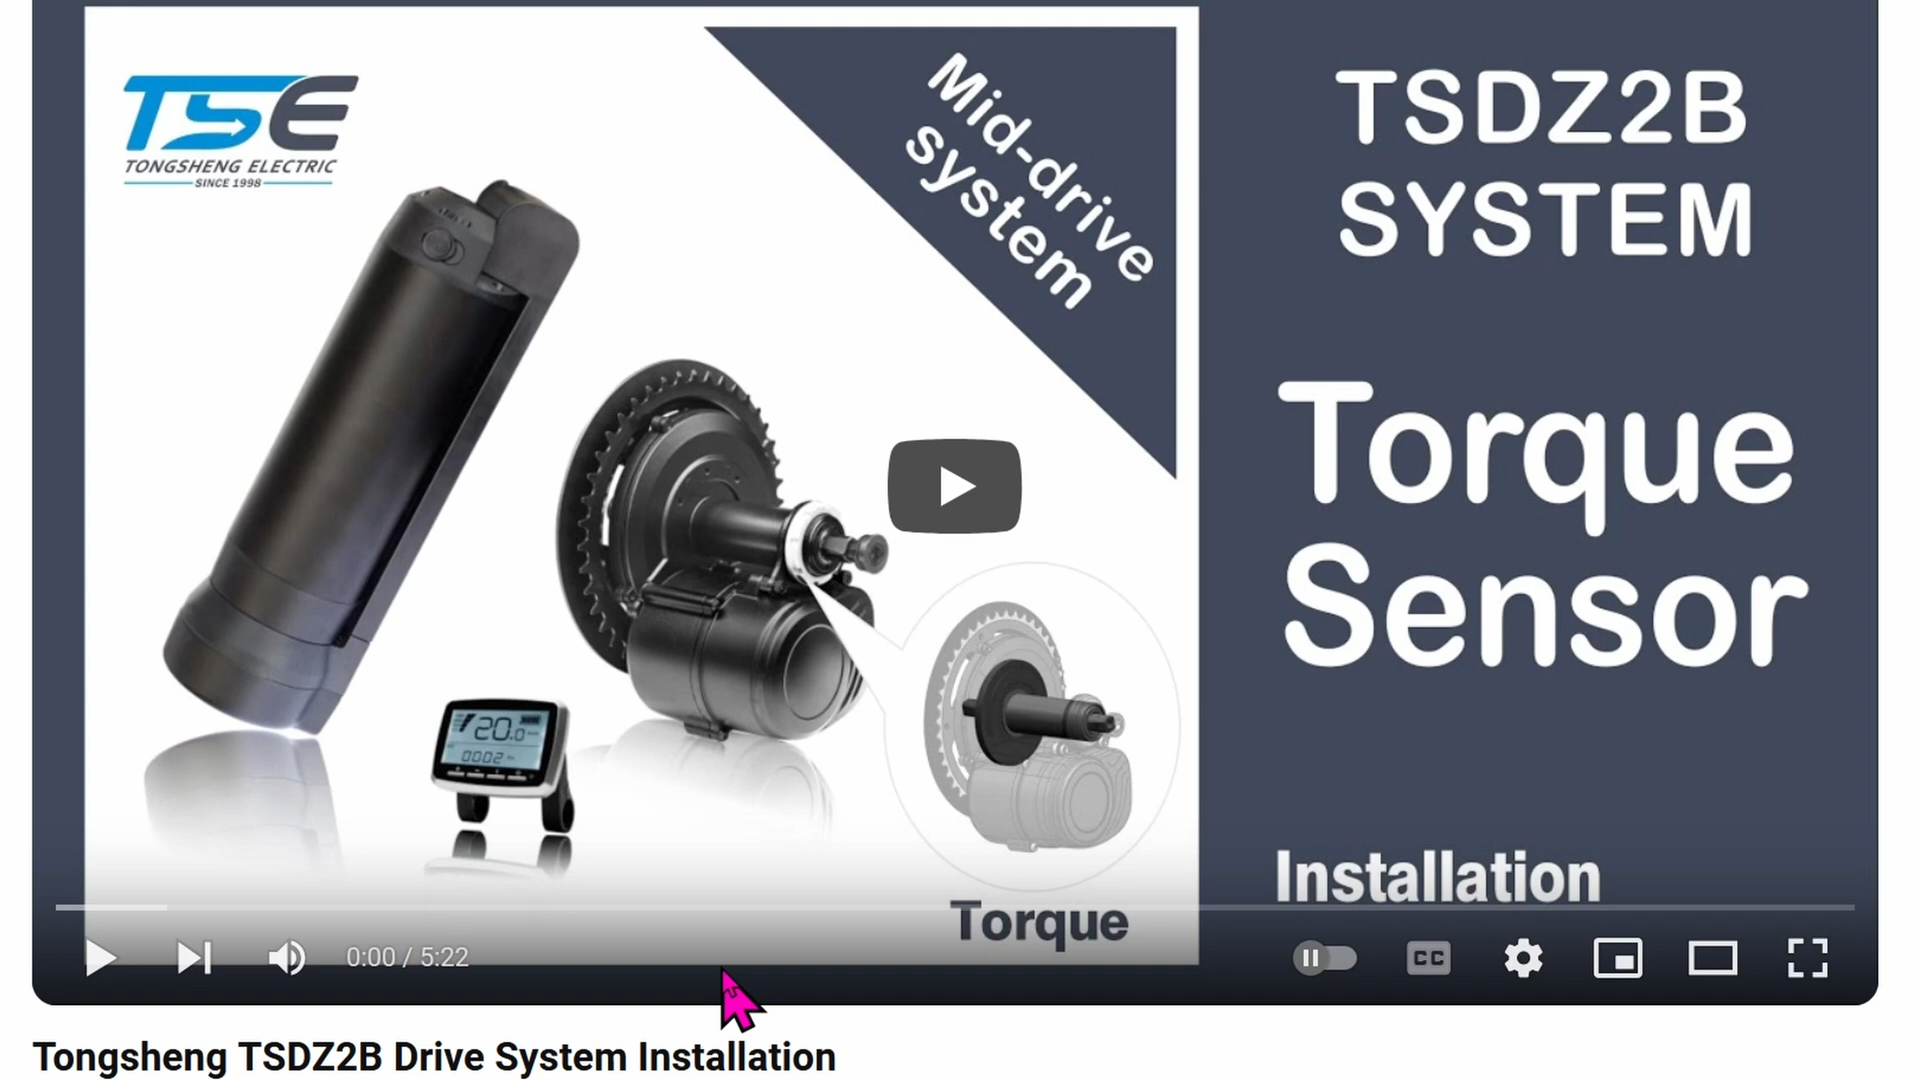 TSE
TONGSHENG ELECTRIC
SINCE 1998
Mid-drive
system
TSDZ2B
SYSTEM
Torque
Sensor
20.0
0002
Torque
Installation
0:00 / 5:22
CC
Tongsheng TSDZ2B Drive System Installation